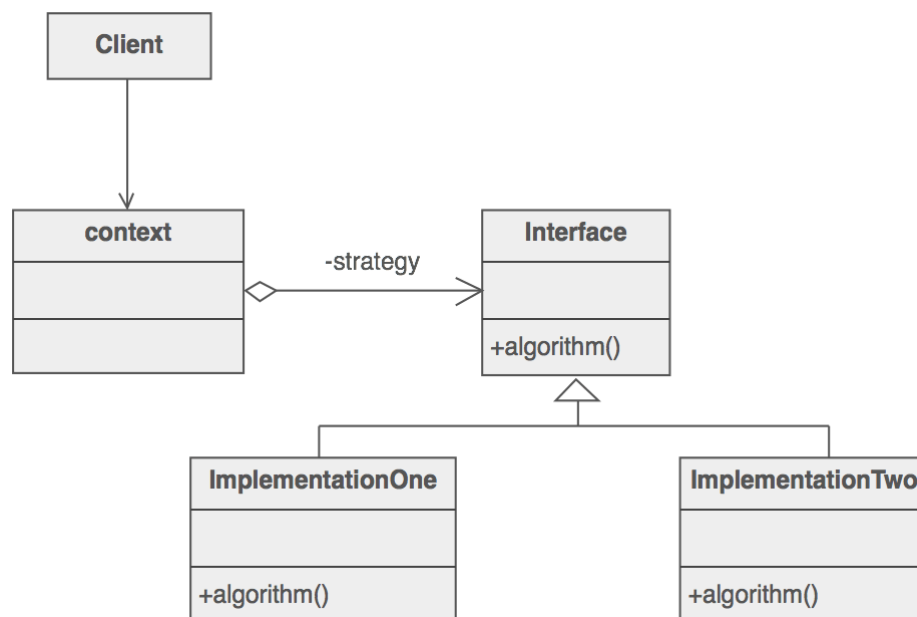 Client
context
-strategy
Interface
+algorithm()
ImplementationOne
+algorithm()
ImplementationTwo
+algorithm()